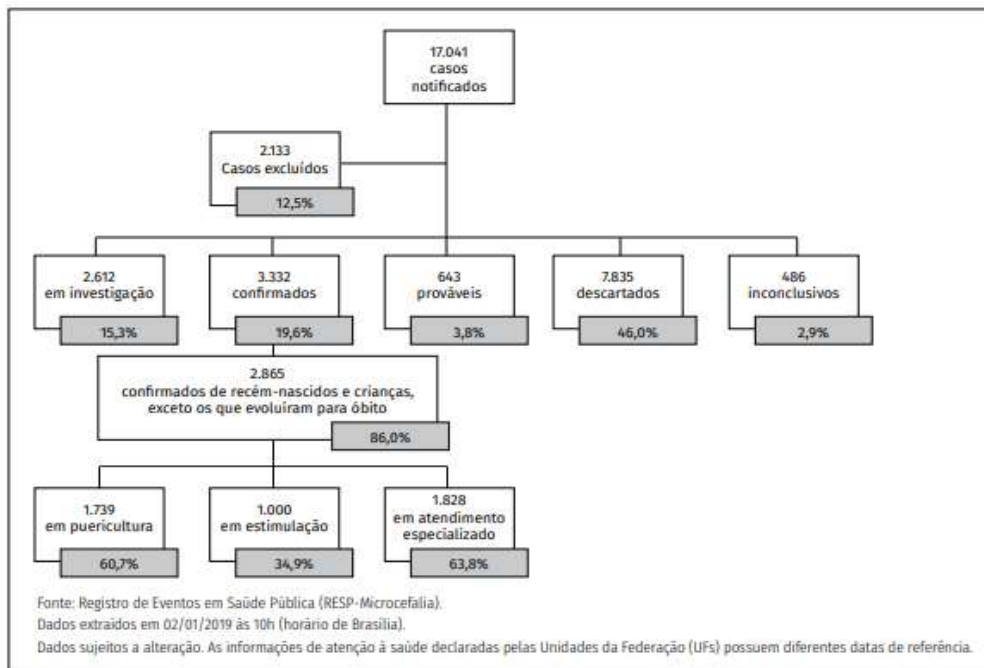 17.041
casos
notificados
2.133
Casos excluídos
12,5%
2.612
em investigação
15,3%
3.332
confirmados
19,6%
643
prováveis
3,8%
7.835
descartados
46,0%
486
inconclusivos
2,9%
2.865
confirmados de recém-nascidos e crianças,
exceto os que evoluíram para óbito
86,0%
1.739
em puericultura
60,7%
1.000
em estimulação
34,9%
1.828
em atendimento
especializado
63,8%
Fonte: Registro de Eventos em Saúde Pública (RESP-Microcefalia).
Dados extraídos em 02/01/2019 às 10h (horário de Brasília).
Dados sujeitos a alteração. As informações de atenção à saúde declaradas pelas Unidades da Federação (UFs) possuem diferentes datas de referência.